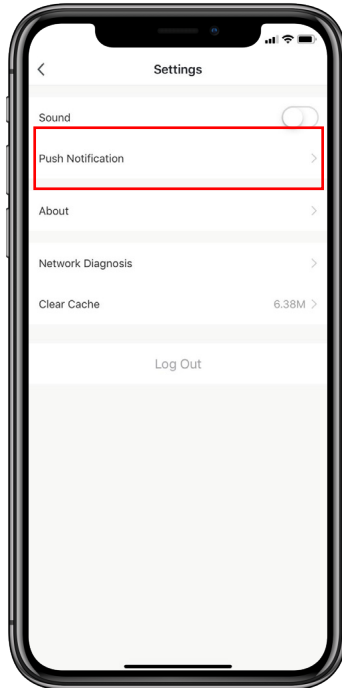 Settings
Sound
Push Notification
About
Network Diagnosis
Clear Cache 6.38M
Log Out